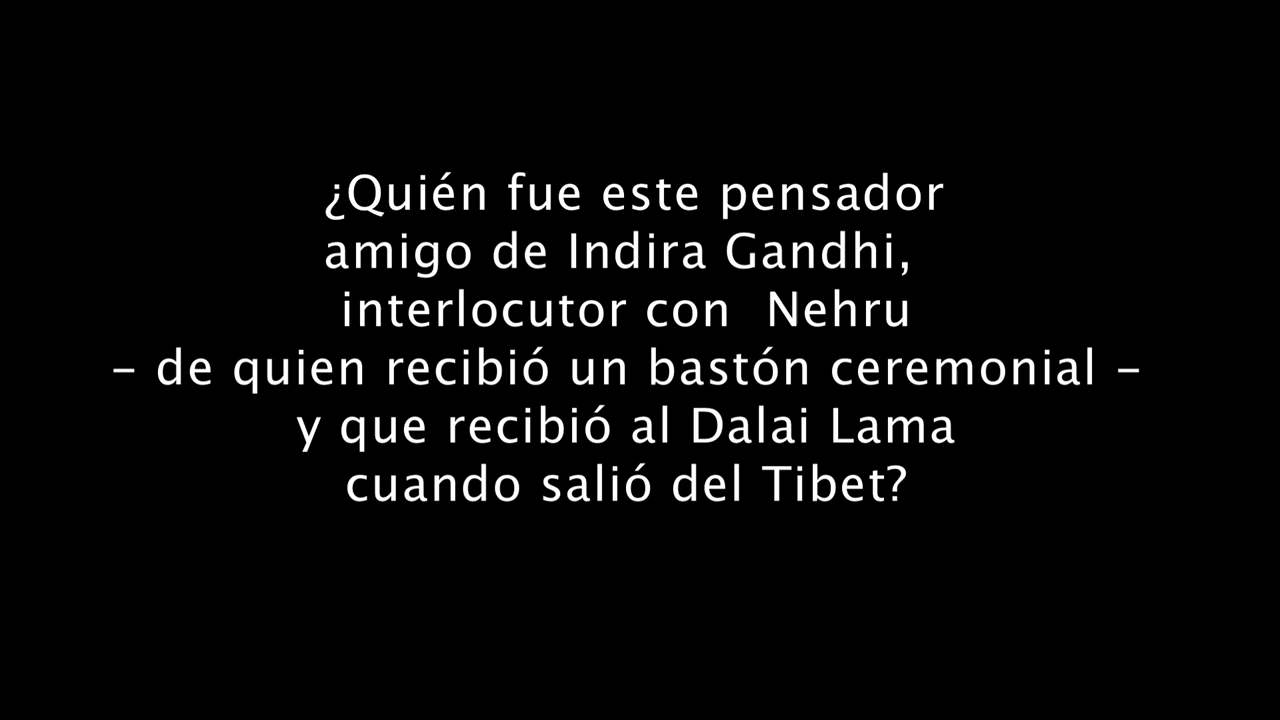 ¿Quién fue este pensador
amigo de Indira Gandhi,
interlocutor con Nehru
– de quien recibió un bastón ceremonial –
y que recibió al Dalai Lama
cuando salió del Tibet?